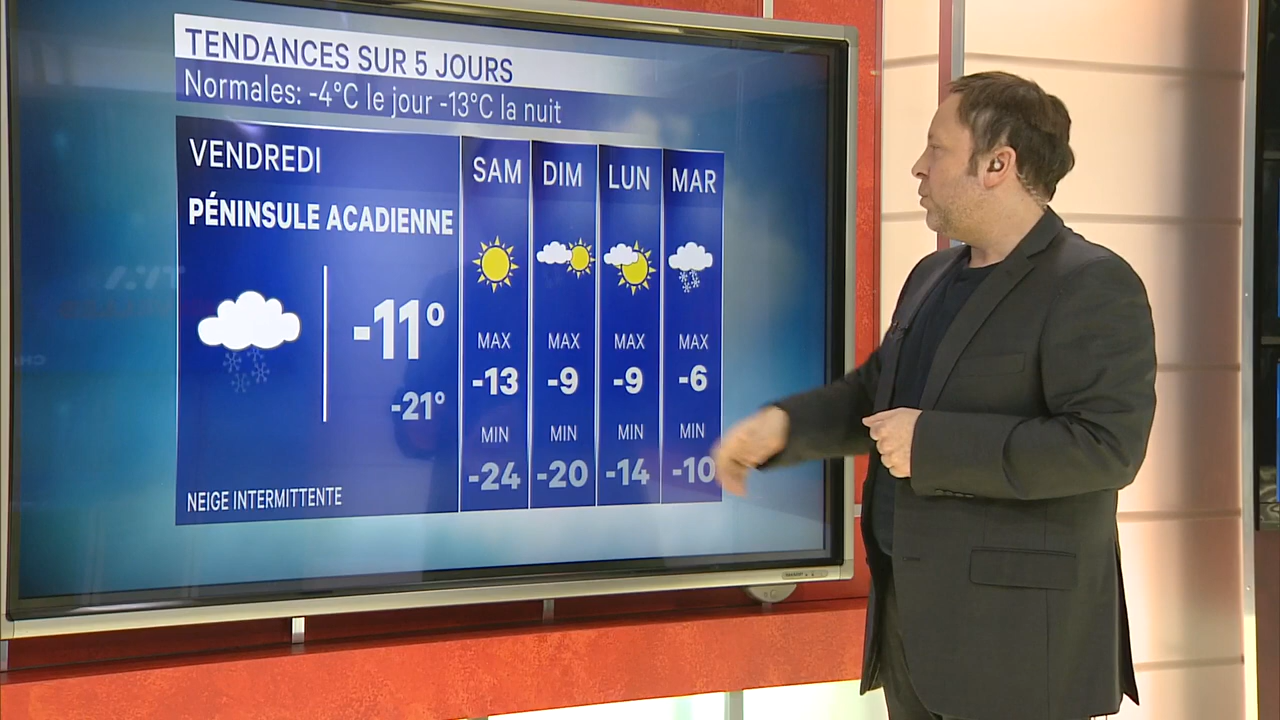 TENDANCES SUR 5 JOURS
Normales: -4°C le jour -13°C la nuit
VENDREDI
PÉNINSULE ACADIENNE
-11°
-21°
NEIGE INTERMITTENTE
SAM DIM LUN MAR
MAX MAX MAX MAX
-13 -9 -9 -6
MIN MIN MIN MIN
-24 -20 -14 -10